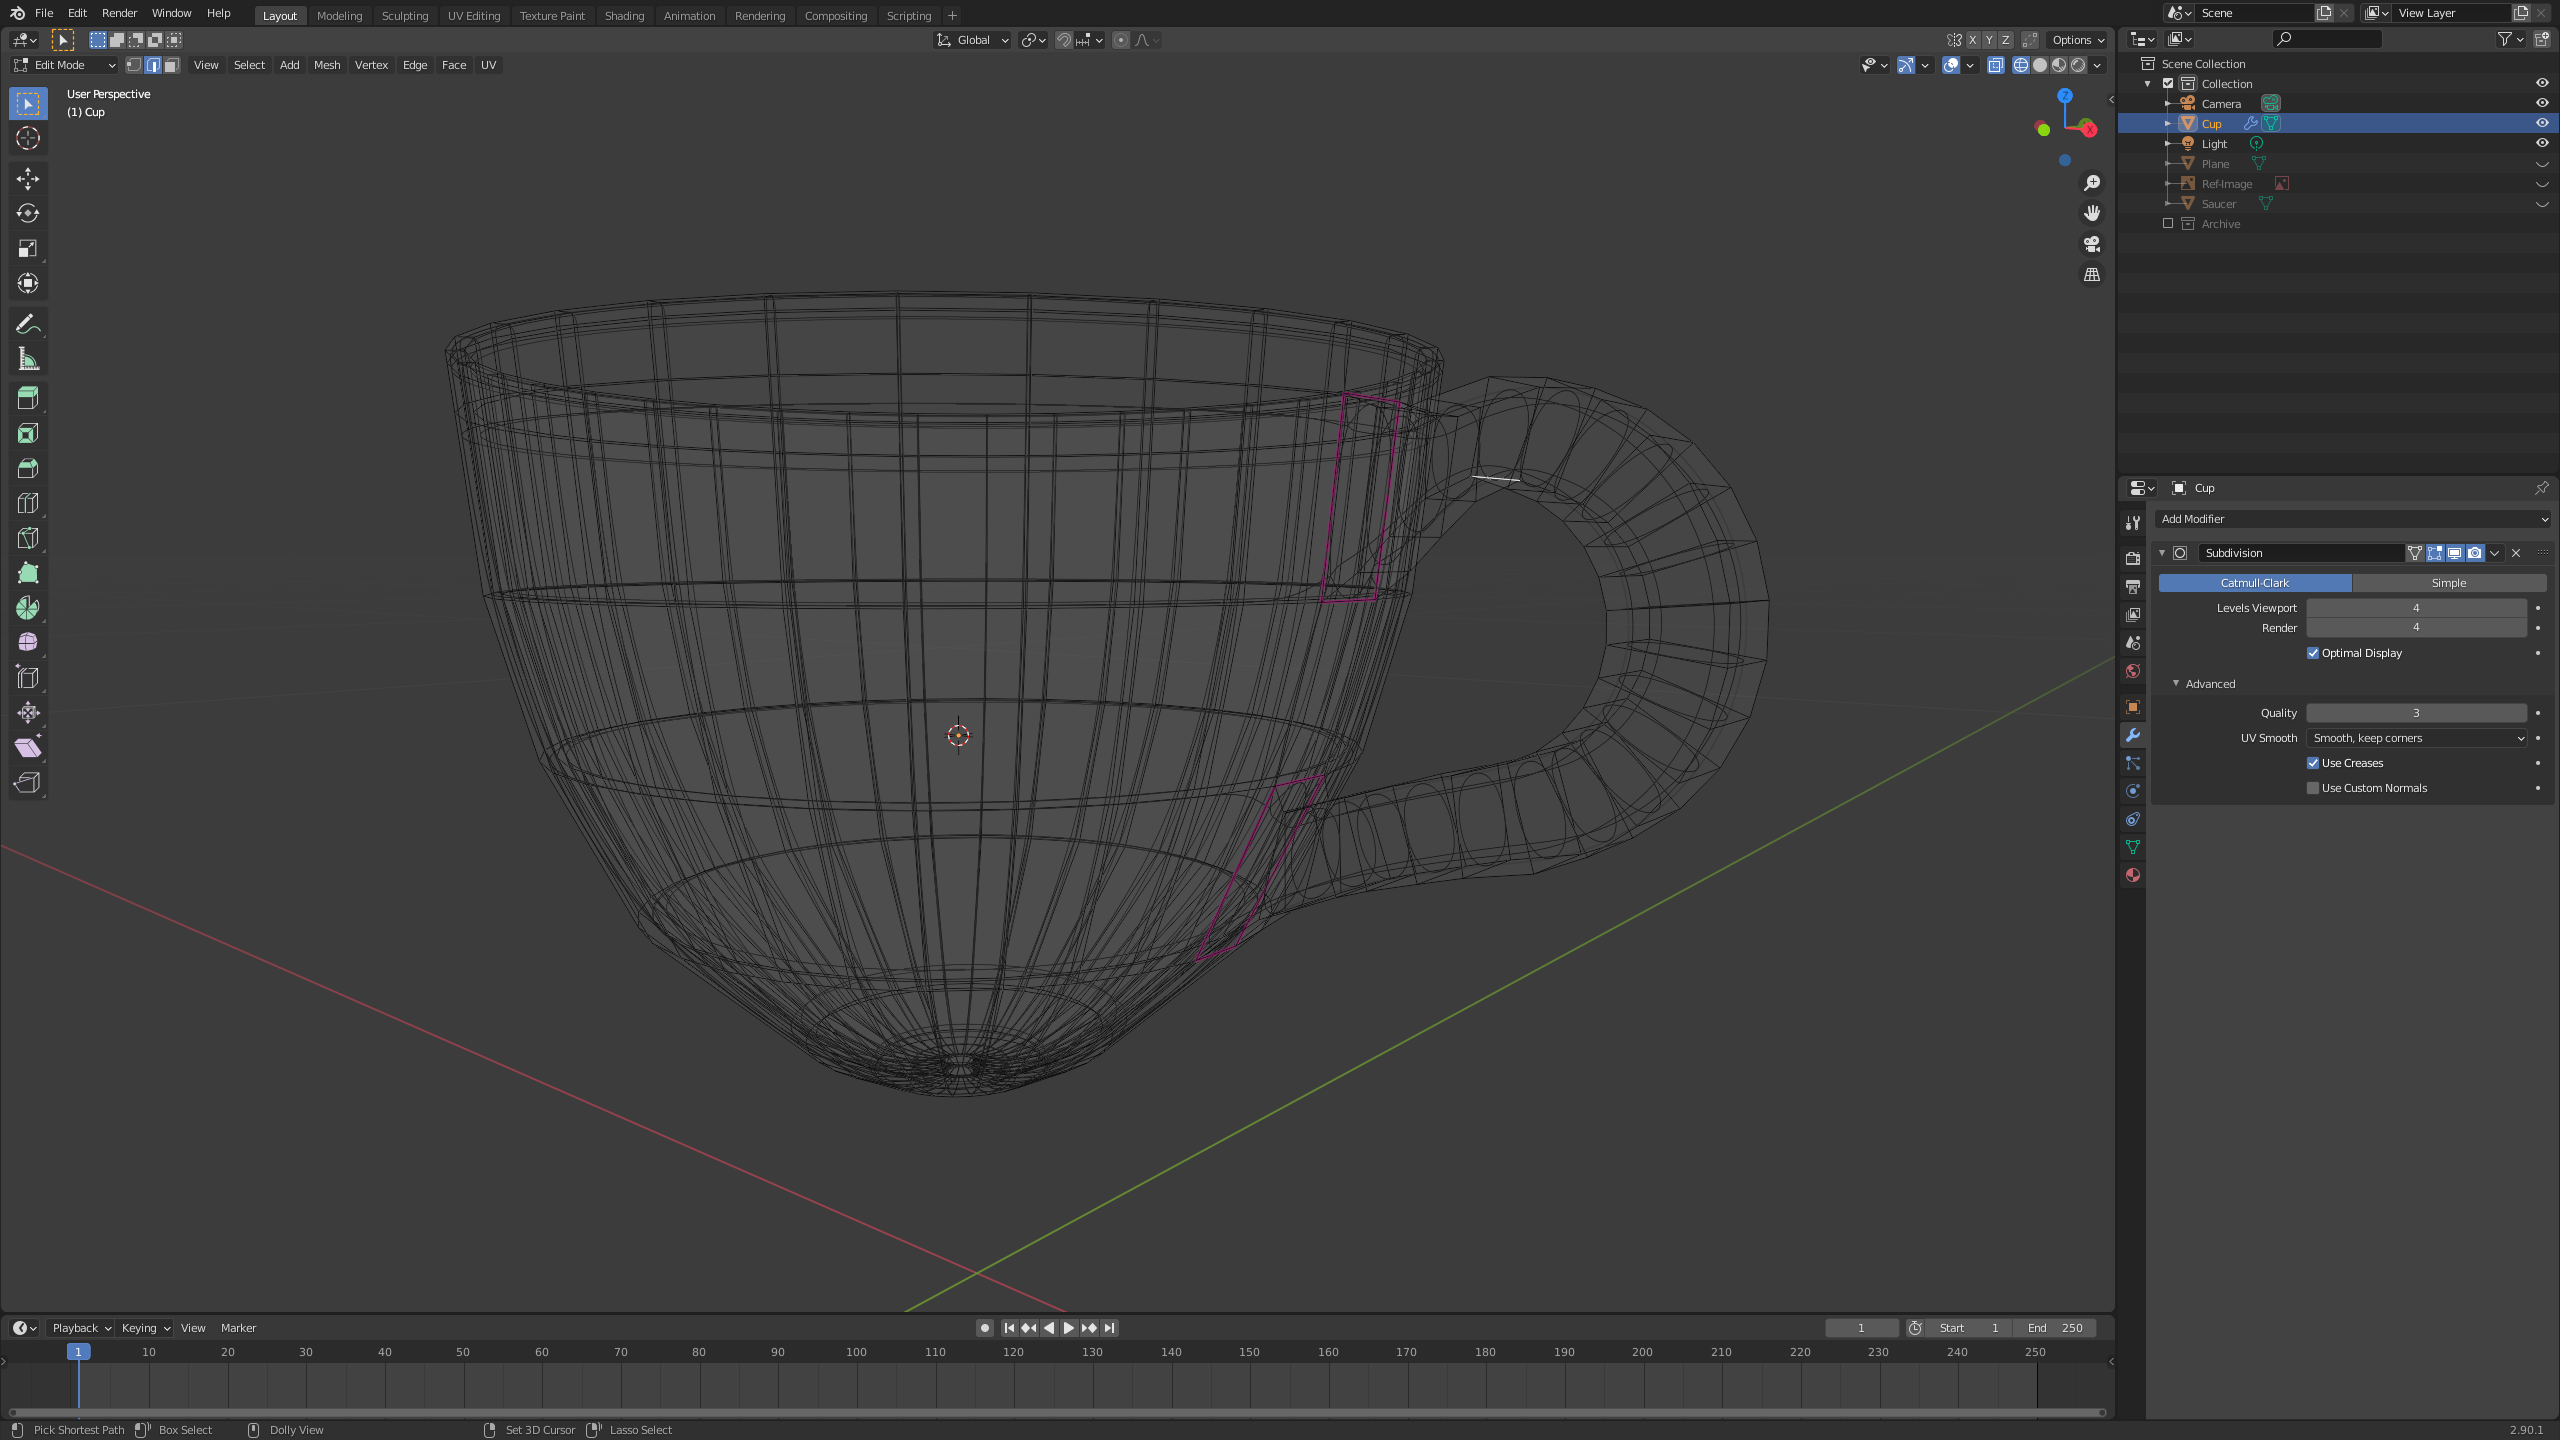 File Edit Render Window Help Layout Modeling Sculpting UV Editing Texture Paint Shading Animation Rendering Compositing Scripting + Scene View Layer
Global X Y Z Options
Edit Mode View Select Add Mesh Vertex Edge Face UV
User Perspective
(1) Cup
Z
X
Scene Collection
Collection
Camera
Cup
Light
Plane
Ref-Image
Saucer
Archive
Cup
Add Modifier
Subdivision
Catmull-Clark Simple
Levels Viewport 4
Render 4
Optimal Display
Advanced
Quality 3
UV Smooth Smooth, keep corners
Use Creases
Use Custom Normals
Playback Keying View Marker 1 Start 1 End 250
1 10 20 30 40 50 60 70 80 90 100 110 120 130 140 150 160 170 180 190 200 210 220 230 240 250
Pick Shortest Path Box Select Dolly View Set 3D Cursor Lasso Select 2.90.1